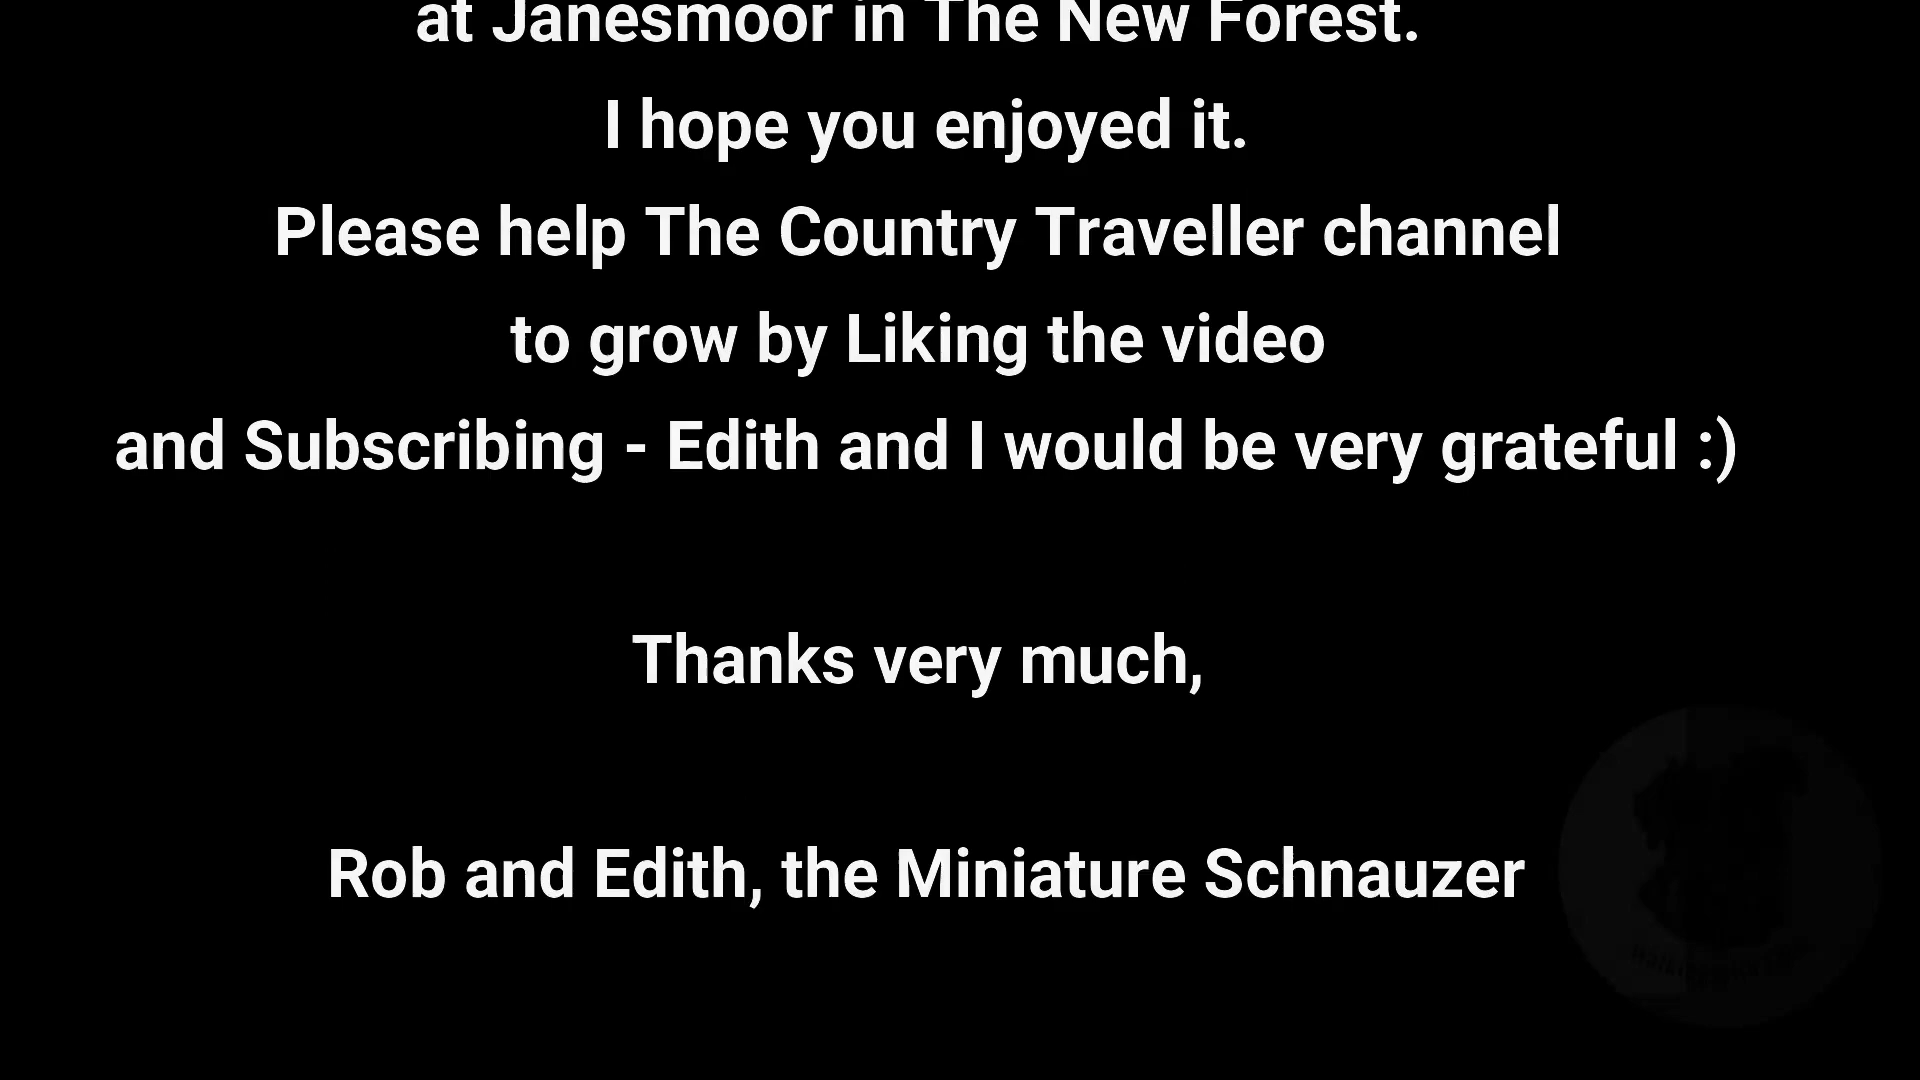 at Janesmoor in The New Forest.
I hope you enjoyed it.
Please help The Country Traveller channel
to grow by Liking the video
and Subscribing - Edith and I would be very grateful :)
Thanks very much,
Rob and Edith, the Miniature Schnauzer